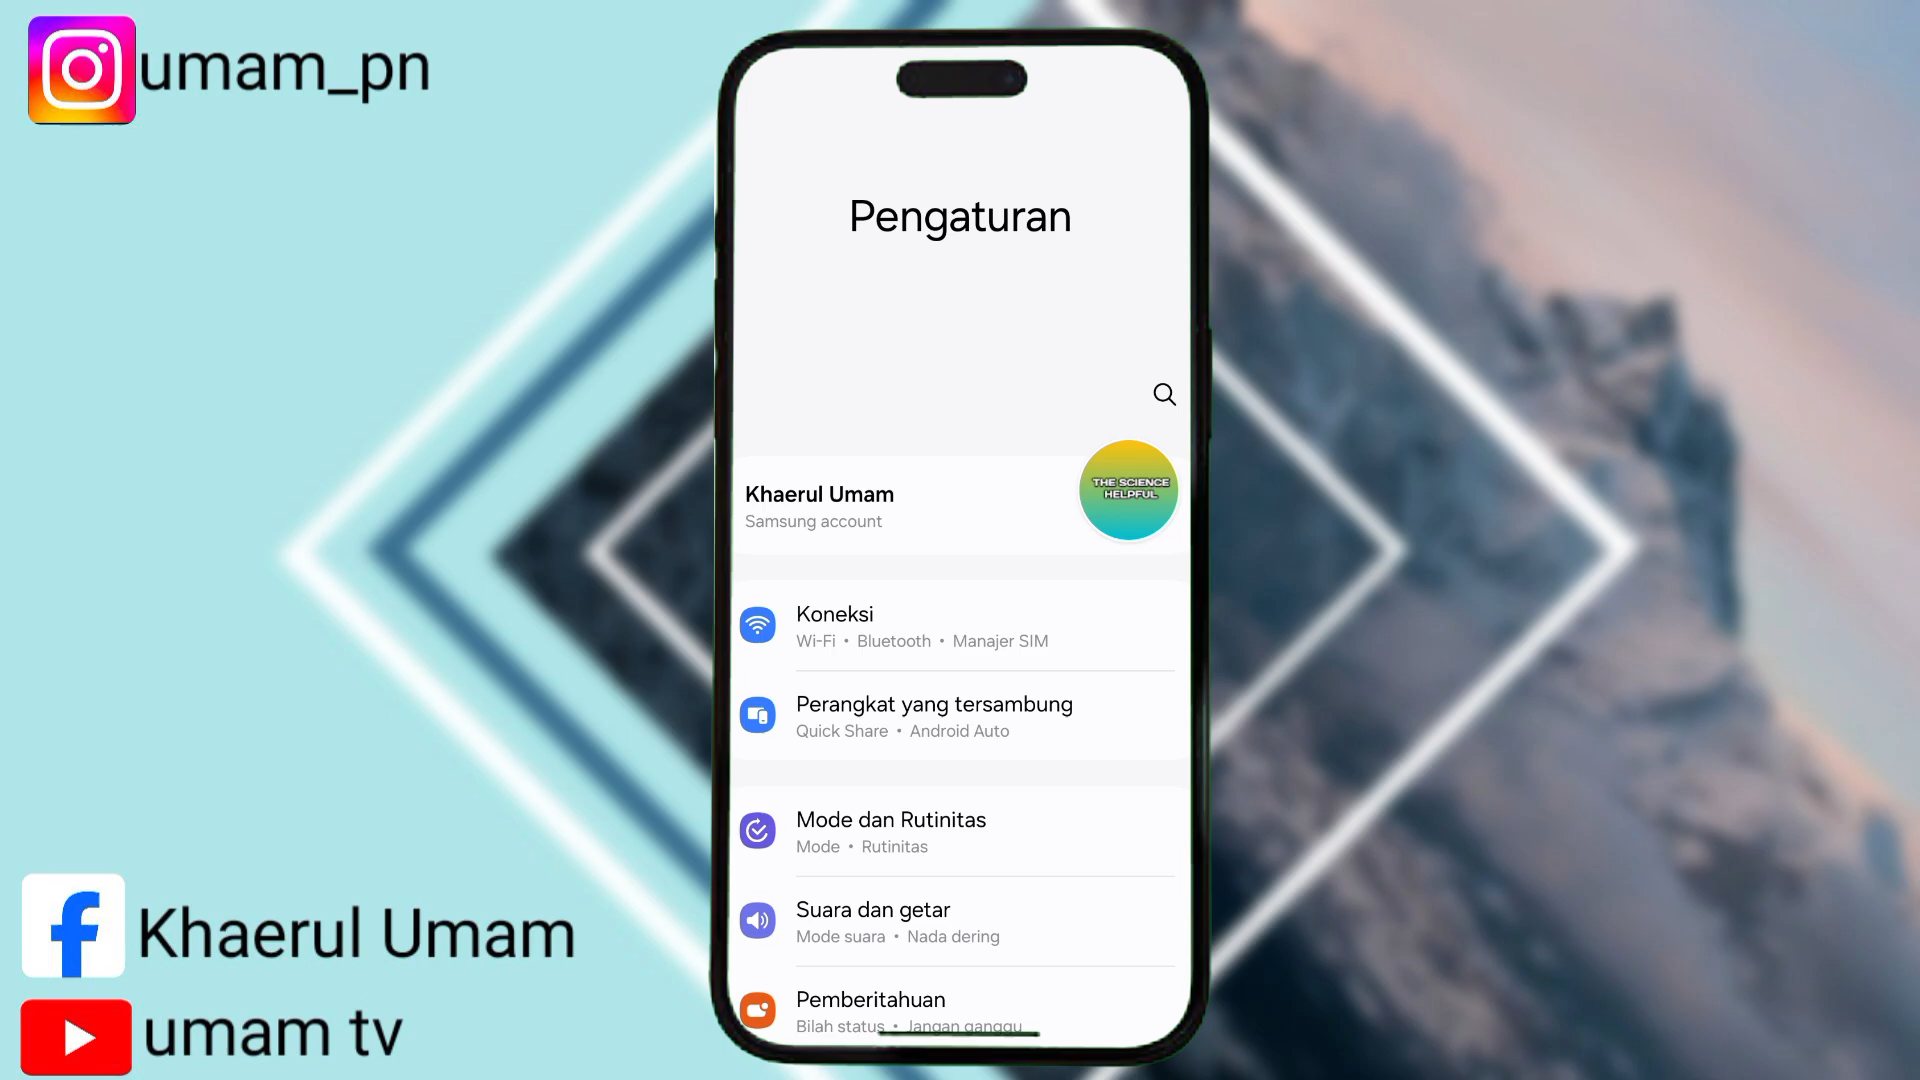 umam_pn
Pengaturan
Khaerul Umam
Samsung account
THE SCIENCE
HELPFUL
Koneksi
Wi-Fi • Bluetooth • Manajer SIM
Perangkat yang tersambung
Quick Share • Android Auto
Mode dan Rutinitas
Mode • Rutinitas
Suara dan getar
Mode suara • Nada dering
Pemberitahuan
Bilah status • Jangan ganggu
Khaerul Umam
umam tv